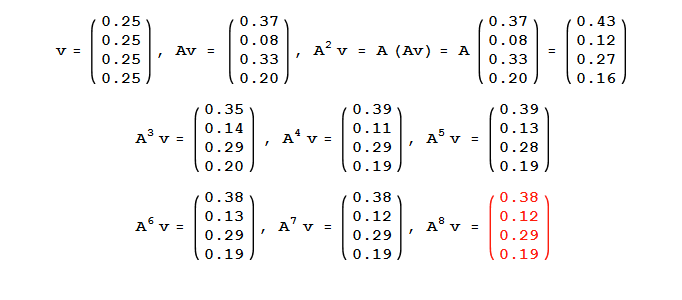 v = (0.25 0.25 0.25 0.25), Av = (0.37 0.08 0.33 0.20), A² v = A (Av) = A (0.37 0.08 0.33 0.20) = (0.43 0.12 0.27 0.16)
A³ v = (0.35 0.14 0.29 0.20), A⁴ v = (0.39 0.11 0.29 0.19), A⁵ v = (0.39 0.13 0.28 0.19)
A⁶ v = (0.38 0.13 0.29 0.19), A⁷ v = (0.38 0.12 0.29 0.19), A⁸ v = (0.38 0.12 0.29 0.19)